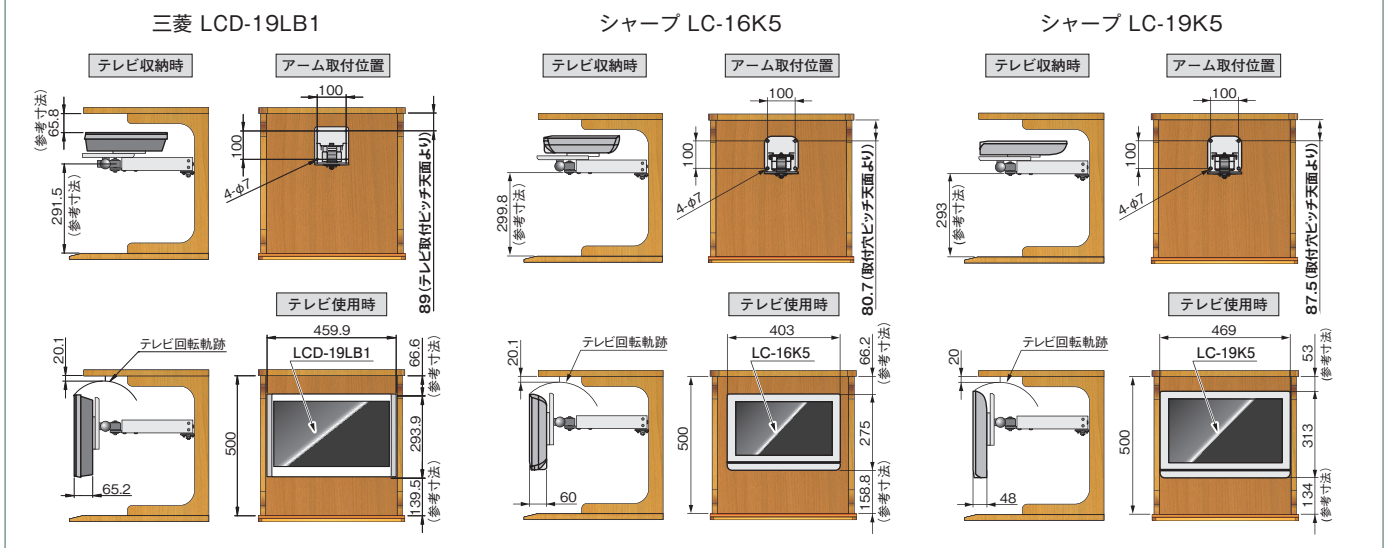 三菱 LCD-19LB1
テレビ収納時
アーム取付位置
65.8
(参考寸法)
291.5
(参考寸法)
100
100
4-φ7
89(テレビ取付ピッチ天面より)
テレビ使用時
20.1
テレビ回転軌跡
65.2
459.9
LCD-19LB1
500
66.6
(参考寸法)
293.9
139.5
(参考寸法)
シャープ LC-16K5
テレビ収納時
アーム取付位置
299.8
(参考寸法)
100
100
4-φ7
80.7(取付穴ピッチ天面より)
テレビ使用時
20.1
テレビ回転軌跡
60
403
LC-16K5
500
66.2
(参考寸法)
275
158.8
(参考寸法)
シャープ LC-19K5
テレビ収納時
アーム取付位置
293
(参考寸法)
100
100
4-φ7
87.5(取付穴ピッチ天面より)
テレビ使用時
20
テレビ回転軌跡
48
469
LC-19K5
500
53
(参考寸法)
313
134
(参考寸法)